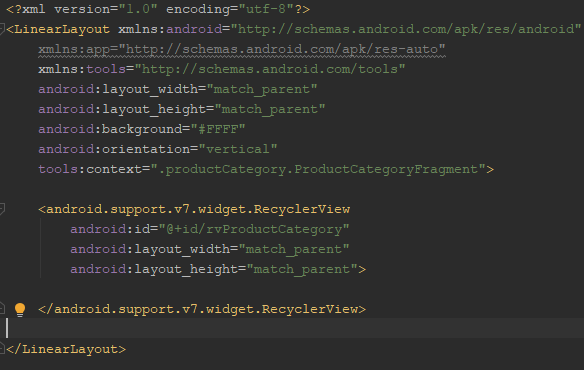 <?xml version="1.0" encoding="utf-8"?>
<LinearLayout xmlns:android="http://schemas.android.com/apk/res/android"
    xmlns:app="http://schemas.android.com/apk/res-auto"
    xmlns:tools="http://schemas.android.com/tools"
    android:layout_width="match_parent"
    android:layout_height="match_parent"
    android:background="#FFFF"
    android:orientation="vertical"
    tools:context=".productCategory.ProductCategoryFragment">

    <android.support.v7.widget.RecyclerView
        android:id="@+id/rvProductCategory"
        android:layout_width="match_parent"
        android:layout_height="match_parent">

    </android.support.v7.widget.RecyclerView>

</LinearLayout>